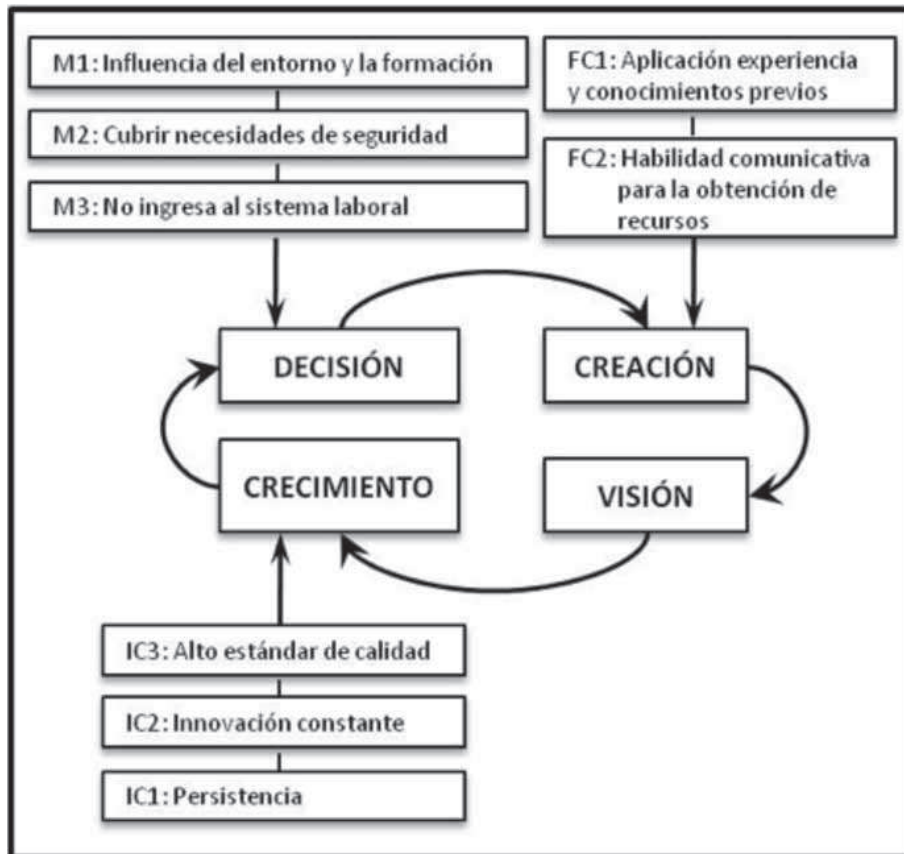 M1: Influencia del entorno y la formación
M2: Cubrir necesidades de seguridad
M3: No ingresa al sistema laboral
FC1: Aplicación experiencia
y conocimientos previos
FC2: Habilidad comunicativa
para la obtención de
recursos
DECISIÓN
CREACIÓN
CRECIMIENTO
VISIÓN
IC3: Alto estándar de calidad
IC2: Innovación constante
IC1: Persistencia